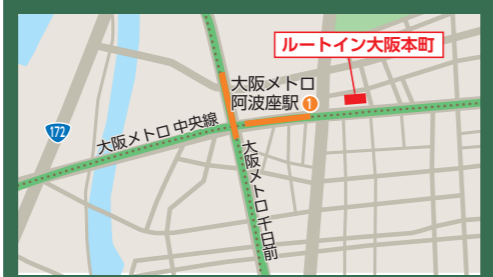 ルートイン大阪本町
大阪メトロ
阿波座駅 1
172
大阪メトロ 中央線
大阪メトロ 千日前